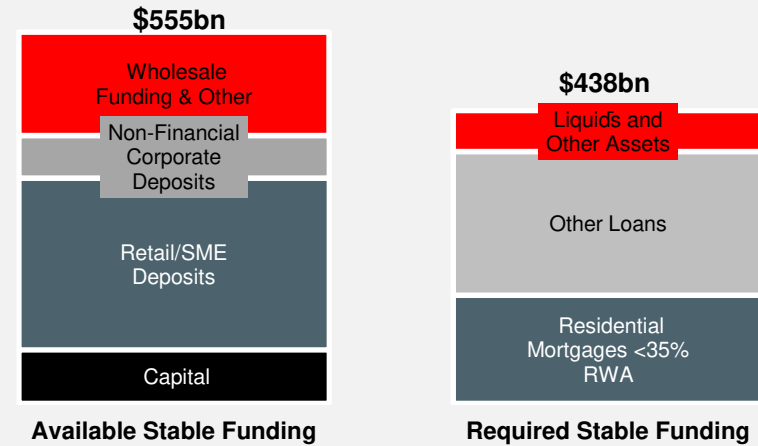 $555bn
Wholesale
Funding & Other
Non-Financial
Corporate
Deposits
Retail/SME
Deposits
Capital
Available Stable Funding
$438bn
Liquids and
Other Assets
Other Loans
Residential
Mortgages <35%
RWA
Required Stable Funding